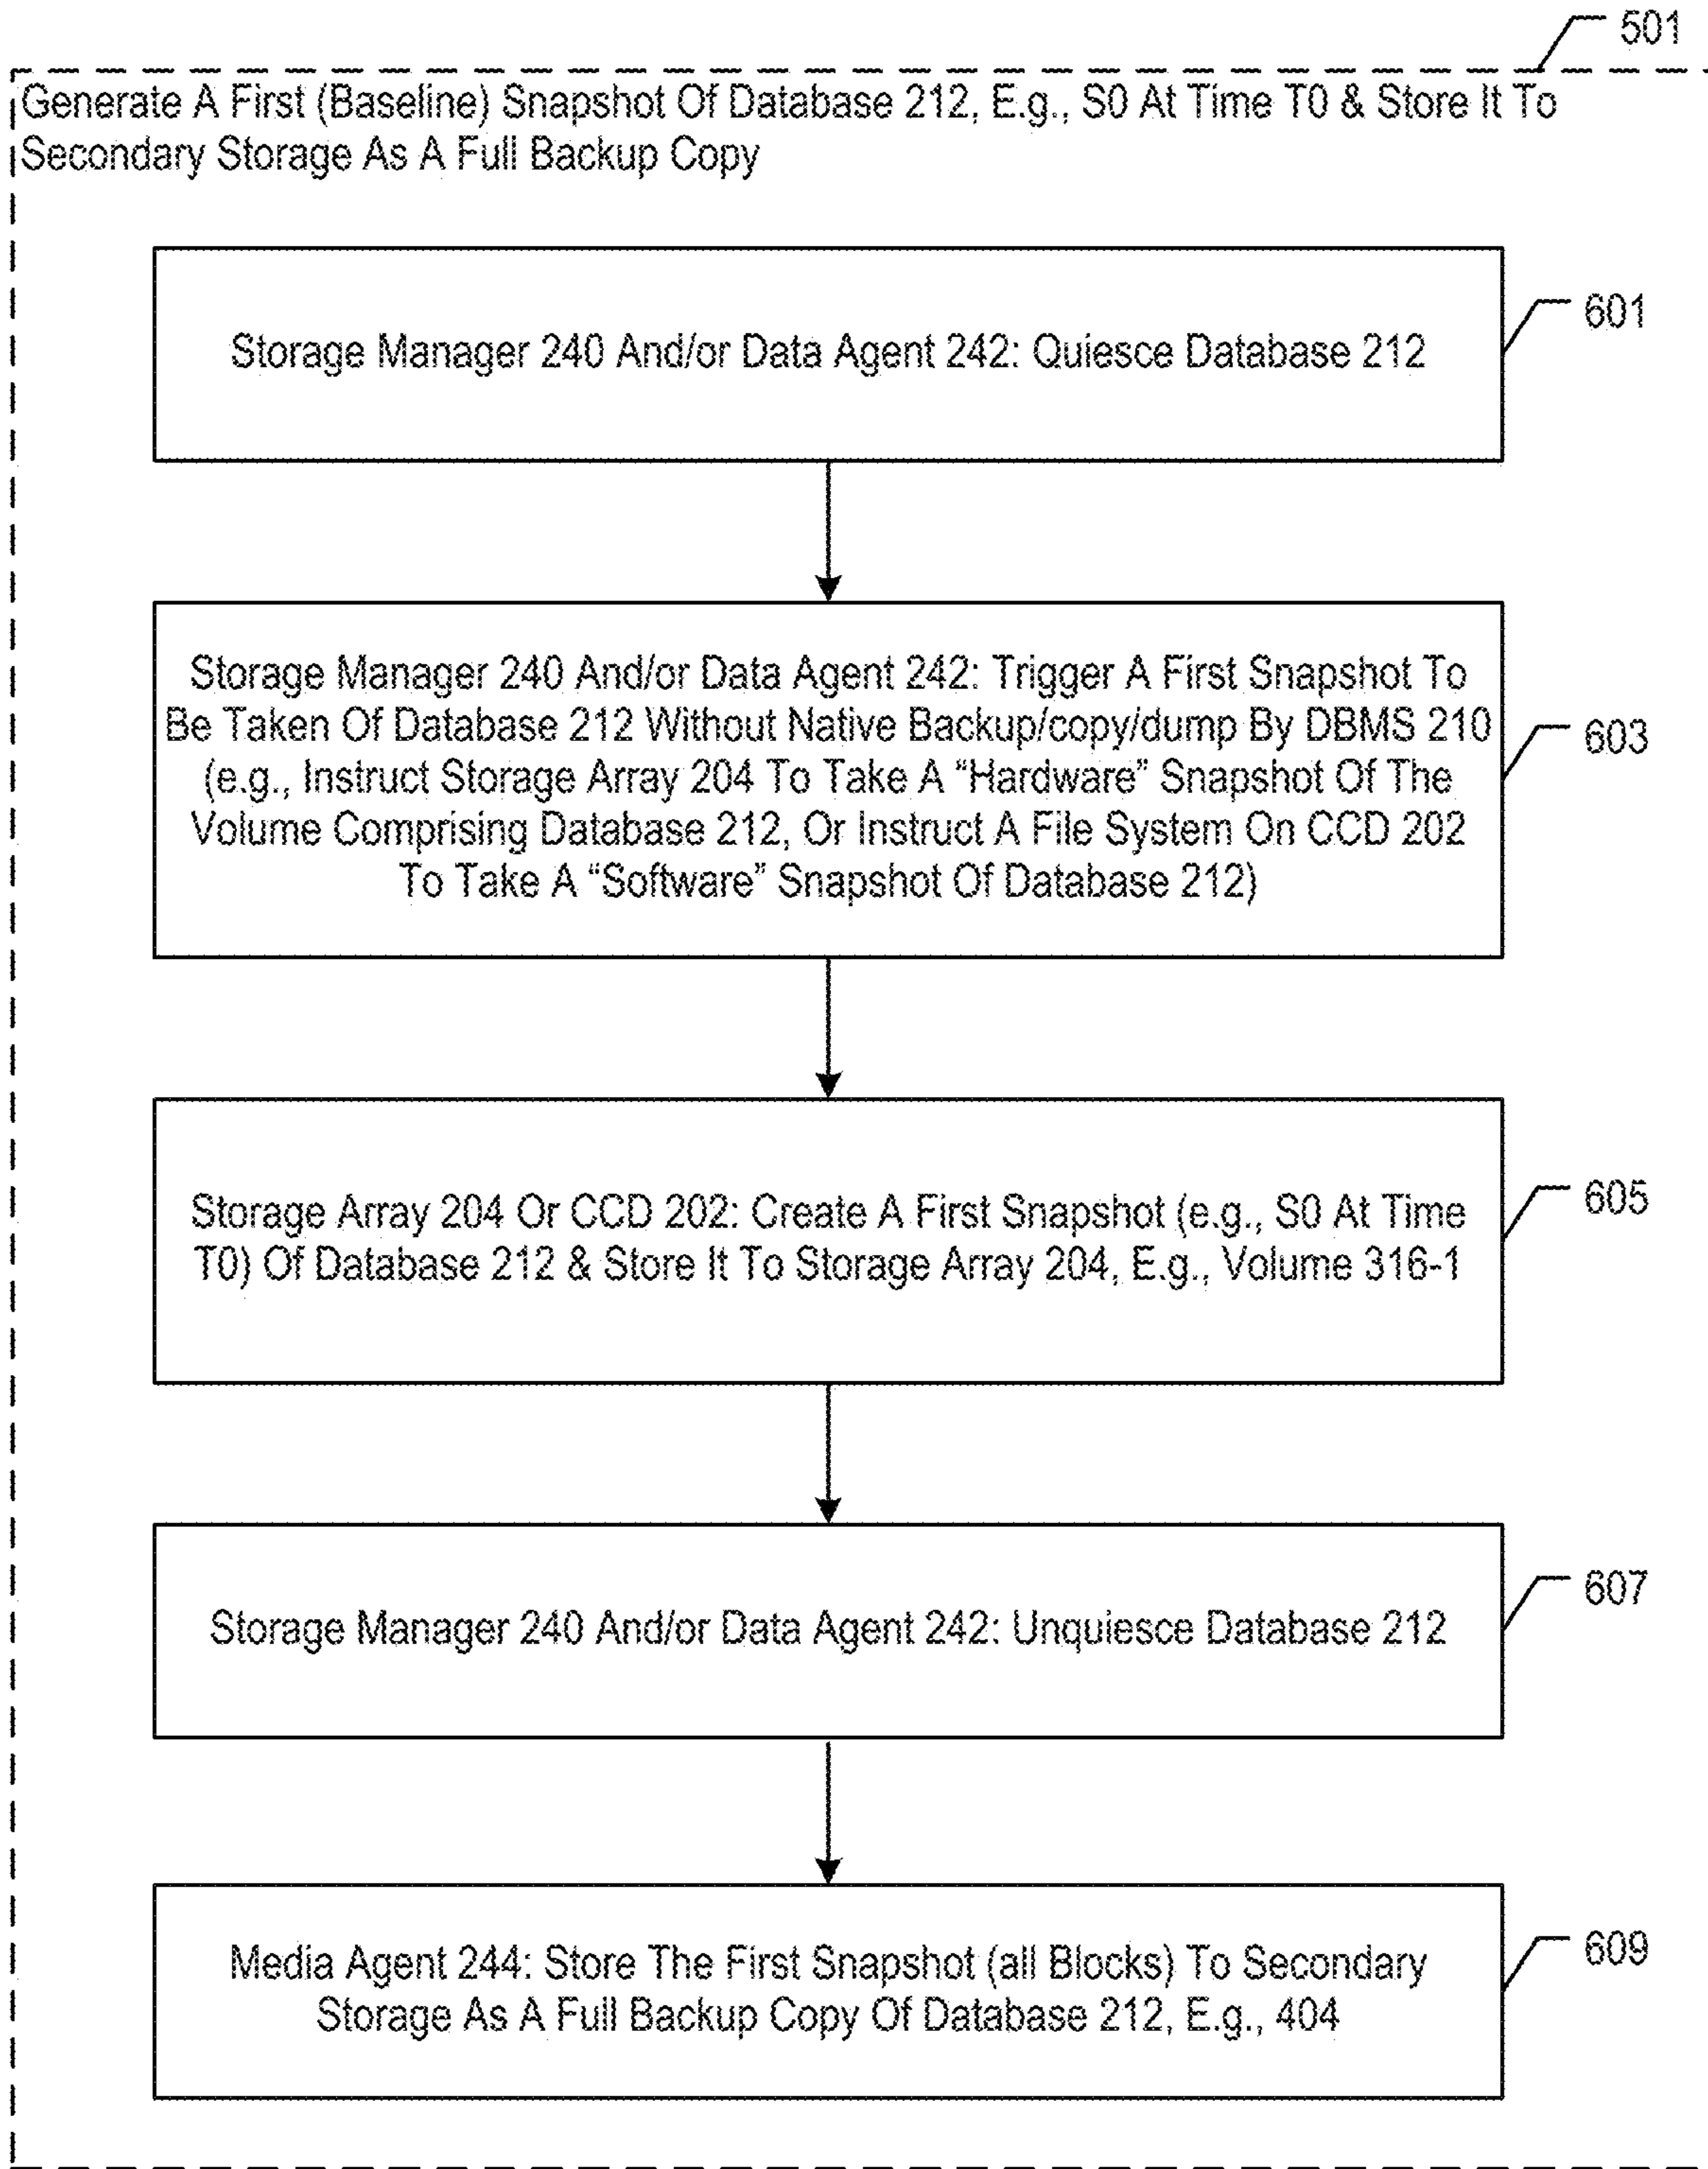 501
Generate A First (Baseline) Snapshot Of Database 212, E.g., S0 At Time T0 & Store It To
Secondary Storage As A Full Backup Copy
Storage Manager 240 And/or Data Agent 242: Quiesce Database 212
601
Storage Manager 240 And/or Data Agent 242: Trigger A First Snapshot To
Be Taken Of Database 212 Without Native Backup/copy/dump By DBMS 210
(e.g., Instruct Storage Array 204 To Take A “Hardware” Snapshot Of The
Volume Comprising Database 212, Or Instruct A File System On CCD 202
To Take A “Software” Snapshot Of Database 212)
603
Storage Array 204 Or CCD 202: Create A First Snapshot (e.g., S0 At Time
T0) Of Database 212 & Store It To Storage Array 204, E.g., Volume 316-1
605
Storage Manager 240 And/or Data Agent 242: Unquiesce Database 212
607
Media Agent 244: Store The First Snapshot (all Blocks) To Secondary
Storage As A Full Backup Copy Of Database 212, E.g., 404
609